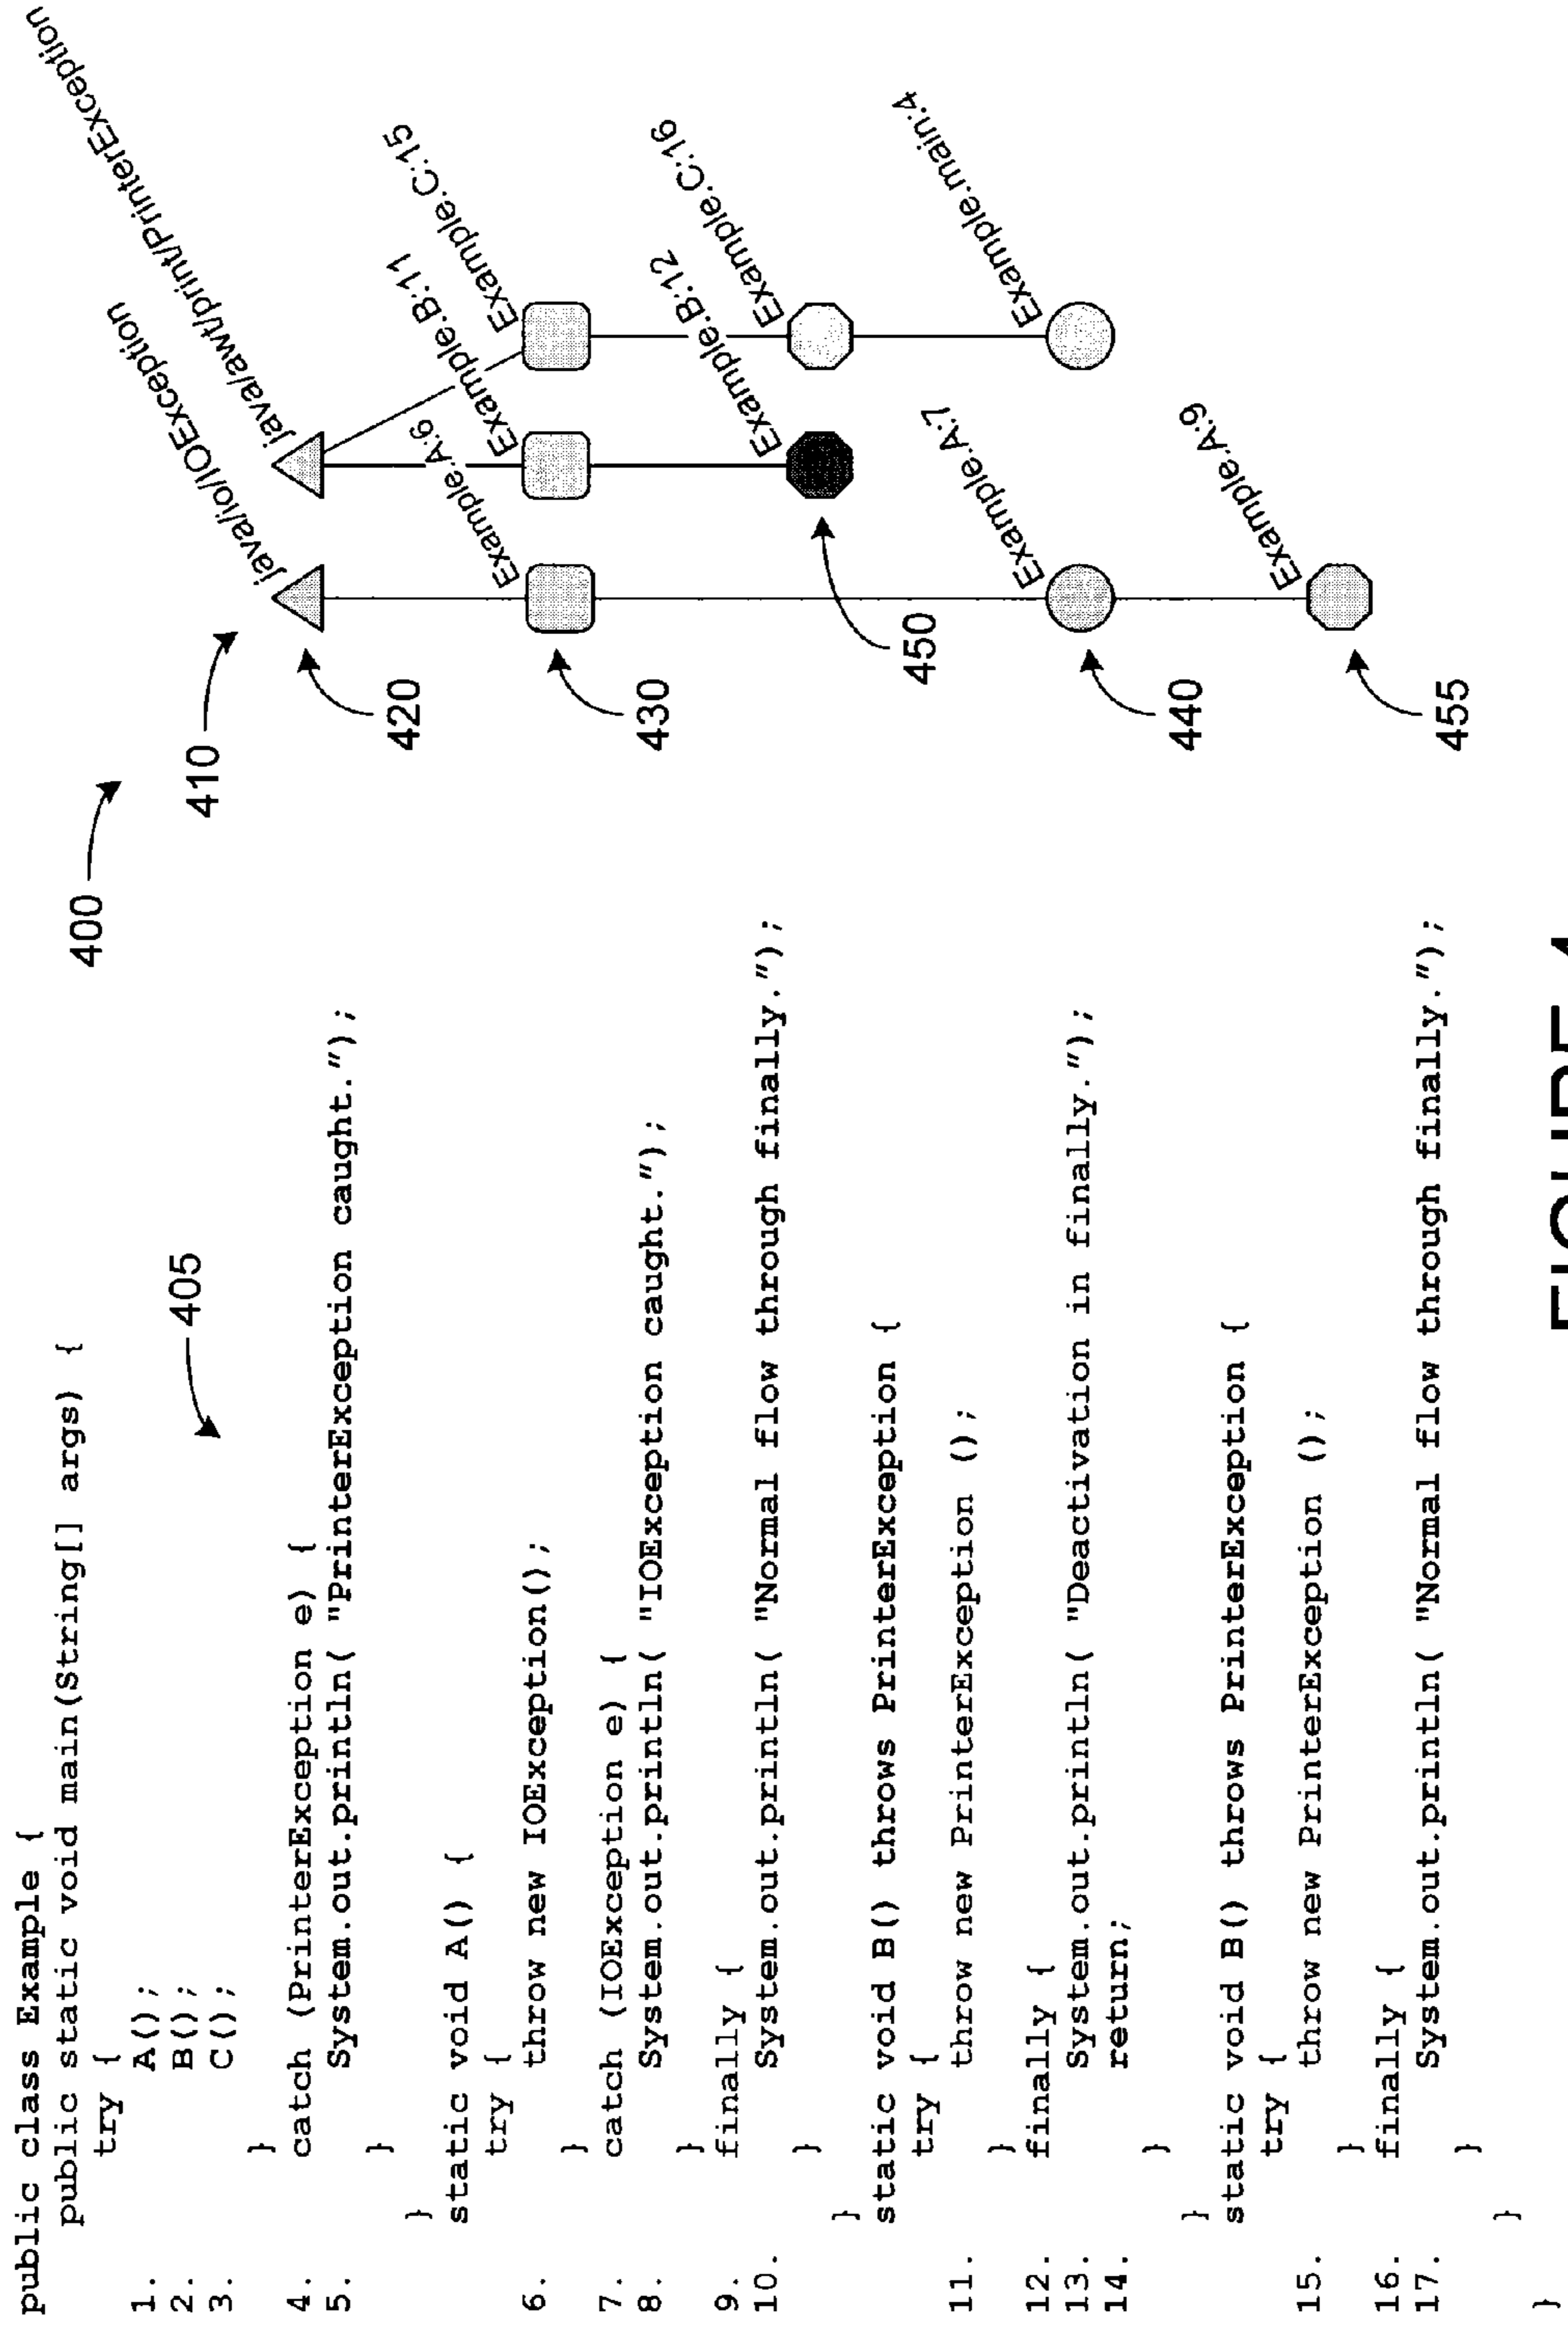 public class Example {
public static void main(String[] args) {
try {
1. A();
2. B();
3. C();
}
4. catch (PrinterException e) {
5. System.out.println( "PrinterException caught.");
}
}
static void A() {
try {
6. throw new IOException();
}
7. catch (IOException e) {
8. System.out.println( "IOException caught.");
}
9. finally {
10. System.out.println( "Normal flow through finally.");
}
}
static void B() throws PrinterException {
try {
11. throw new PrinterException ();
}
12. finally {
13. System.out.println( "Deactivation in finally.");
14. return;
}
}
static void B() throws PrinterException {
try {
15. throw new PrinterException ();
}
16. finally {
17. System.out.println( "Normal flow through finally.");
}
}
}
400
405
410
java/io/IOException
java/awt/print/PrinterException
420
Example.A:6
Example.B:11
Example.C:15
430
Example.B:12
Example.C:16
450
Example.A:7
Example.main:4
440
Example.A:9
455